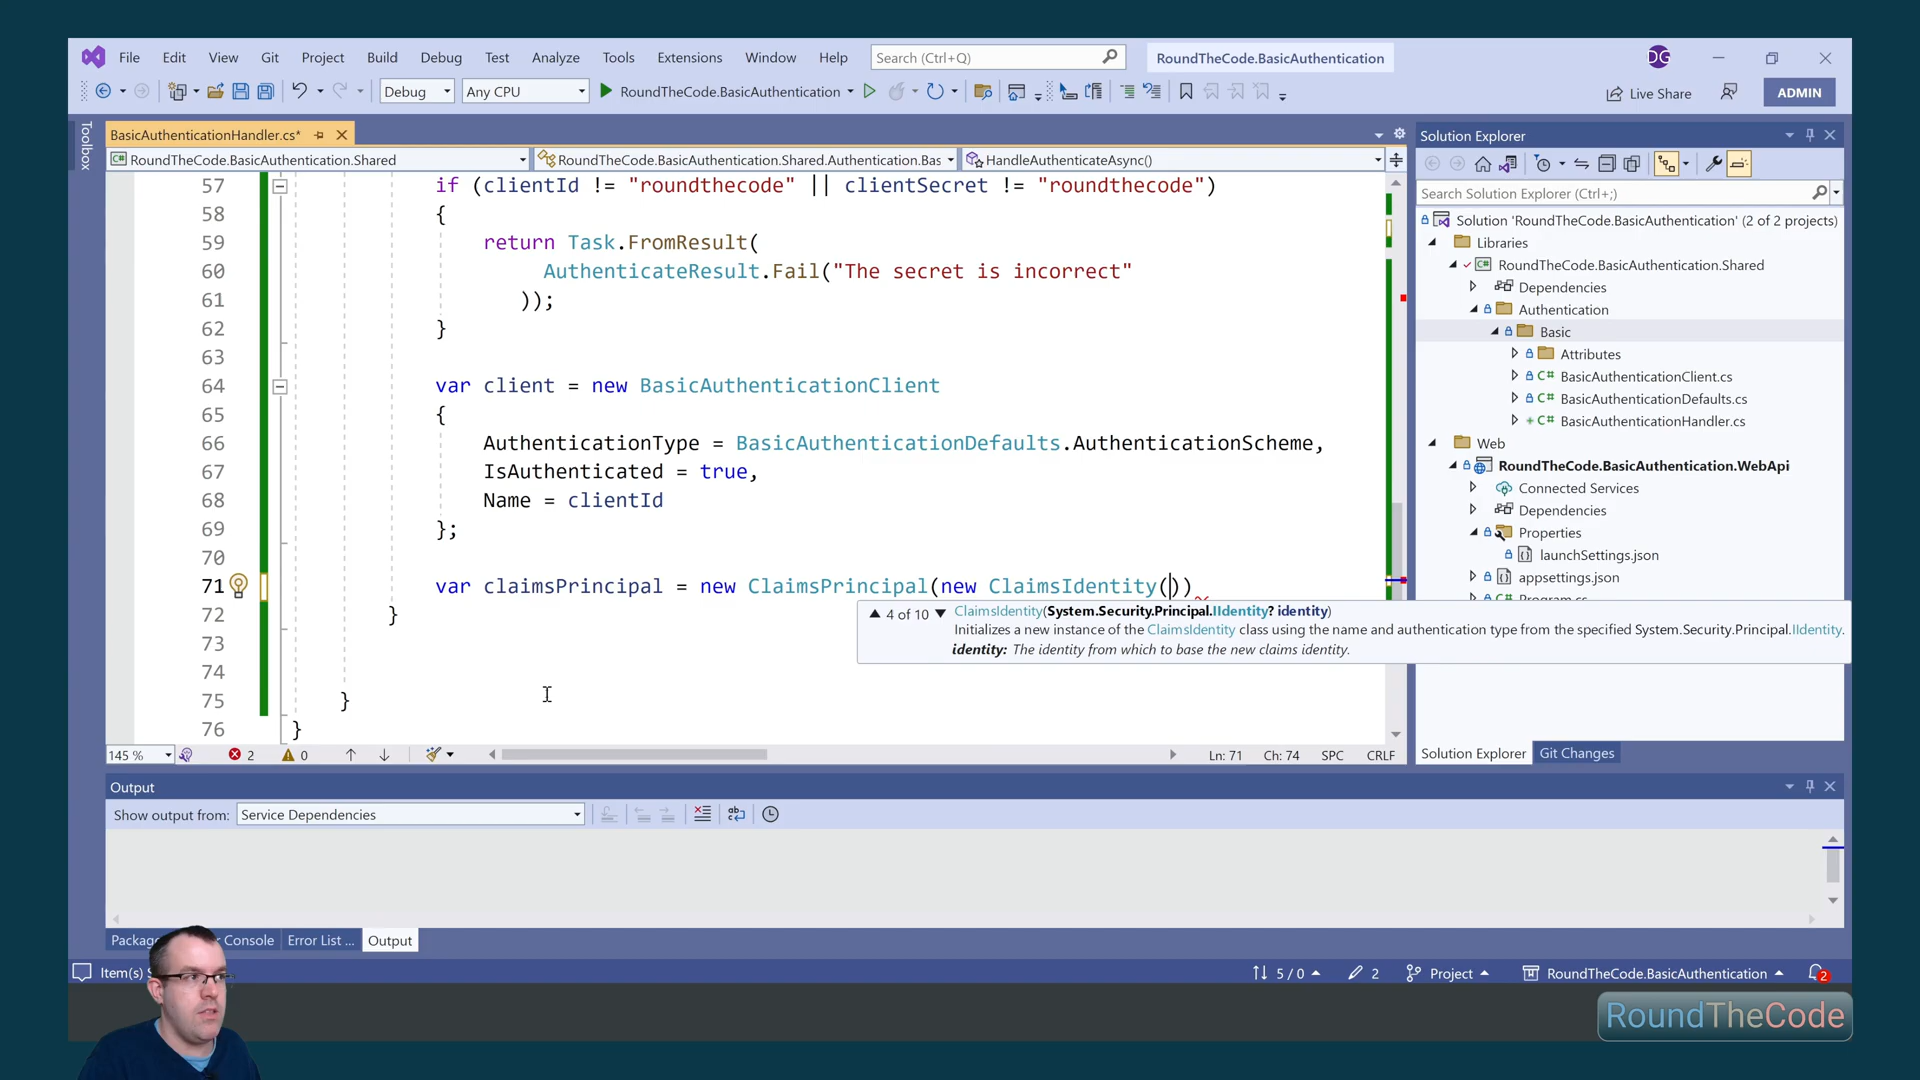 File Edit View Git Project Build Debug Test Analyze Tools Extensions Window Help Search (Ctrl+Q) RoundTheCode.BasicAuthentication DG
Debug Any CPU RoundTheCode.BasicAuthentication Live Share ADMIN
Toolbox
BasicAuthenticationHandler.cs*
RoundTheCode.BasicAuthentication.Shared RoundTheCode.BasicAuthentication.Shared.Authentication.Bas HandleAuthenticateAsync()
57 if (clientId != "roundthecode" || clientSecret != "roundthecode")
58 {
59 return Task.FromResult(
60 AuthenticateResult.Fail("The secret is incorrect"
61 ));
62 }
63
64 var client = new BasicAuthenticationClient
65 {
66 AuthenticationType = BasicAuthenticationDefaults.AuthenticationScheme,
67 IsAuthenticated = true,
68 Name = clientId
69 };
70
71 var claimsPrincipal = new ClaimsPrincipal(new ClaimsIdentity())
72 }
73
74
75 }
76 }
4 of 10 ClaimsIdentity(System.Security.Principal.IIdentity? identity)
Initializes a new instance of the ClaimsIdentity class using the name and authentication type from the specified System.Security.Principal.IIdentity.
identity: The identity from which to base the new claims identity.
145 % 2 0 Ln: 71 Ch: 74 SPC CRLF
Solution Explorer
Search Solution Explorer (Ctrl+;)
Solution 'RoundTheCode.BasicAuthentication' (2 of 2 projects)
Libraries
RoundTheCode.BasicAuthentication.Shared
Dependencies
Authentication
Basic
Attributes
C# BasicAuthenticationClient.cs
C# BasicAuthenticationDefaults.cs
C# BasicAuthenticationHandler.cs
Web
RoundTheCode.BasicAuthentication.WebApi
Connected Services
Dependencies
Properties
launchSettings.json
appsettings.json
C# Program.cs
Solution Explorer Git Changes
Output
Show output from: Service Dependencies
Console Error List ... Output
Item(s) 5 / 0 2 Project RoundTheCode.BasicAuthentication 2
RoundTheCode